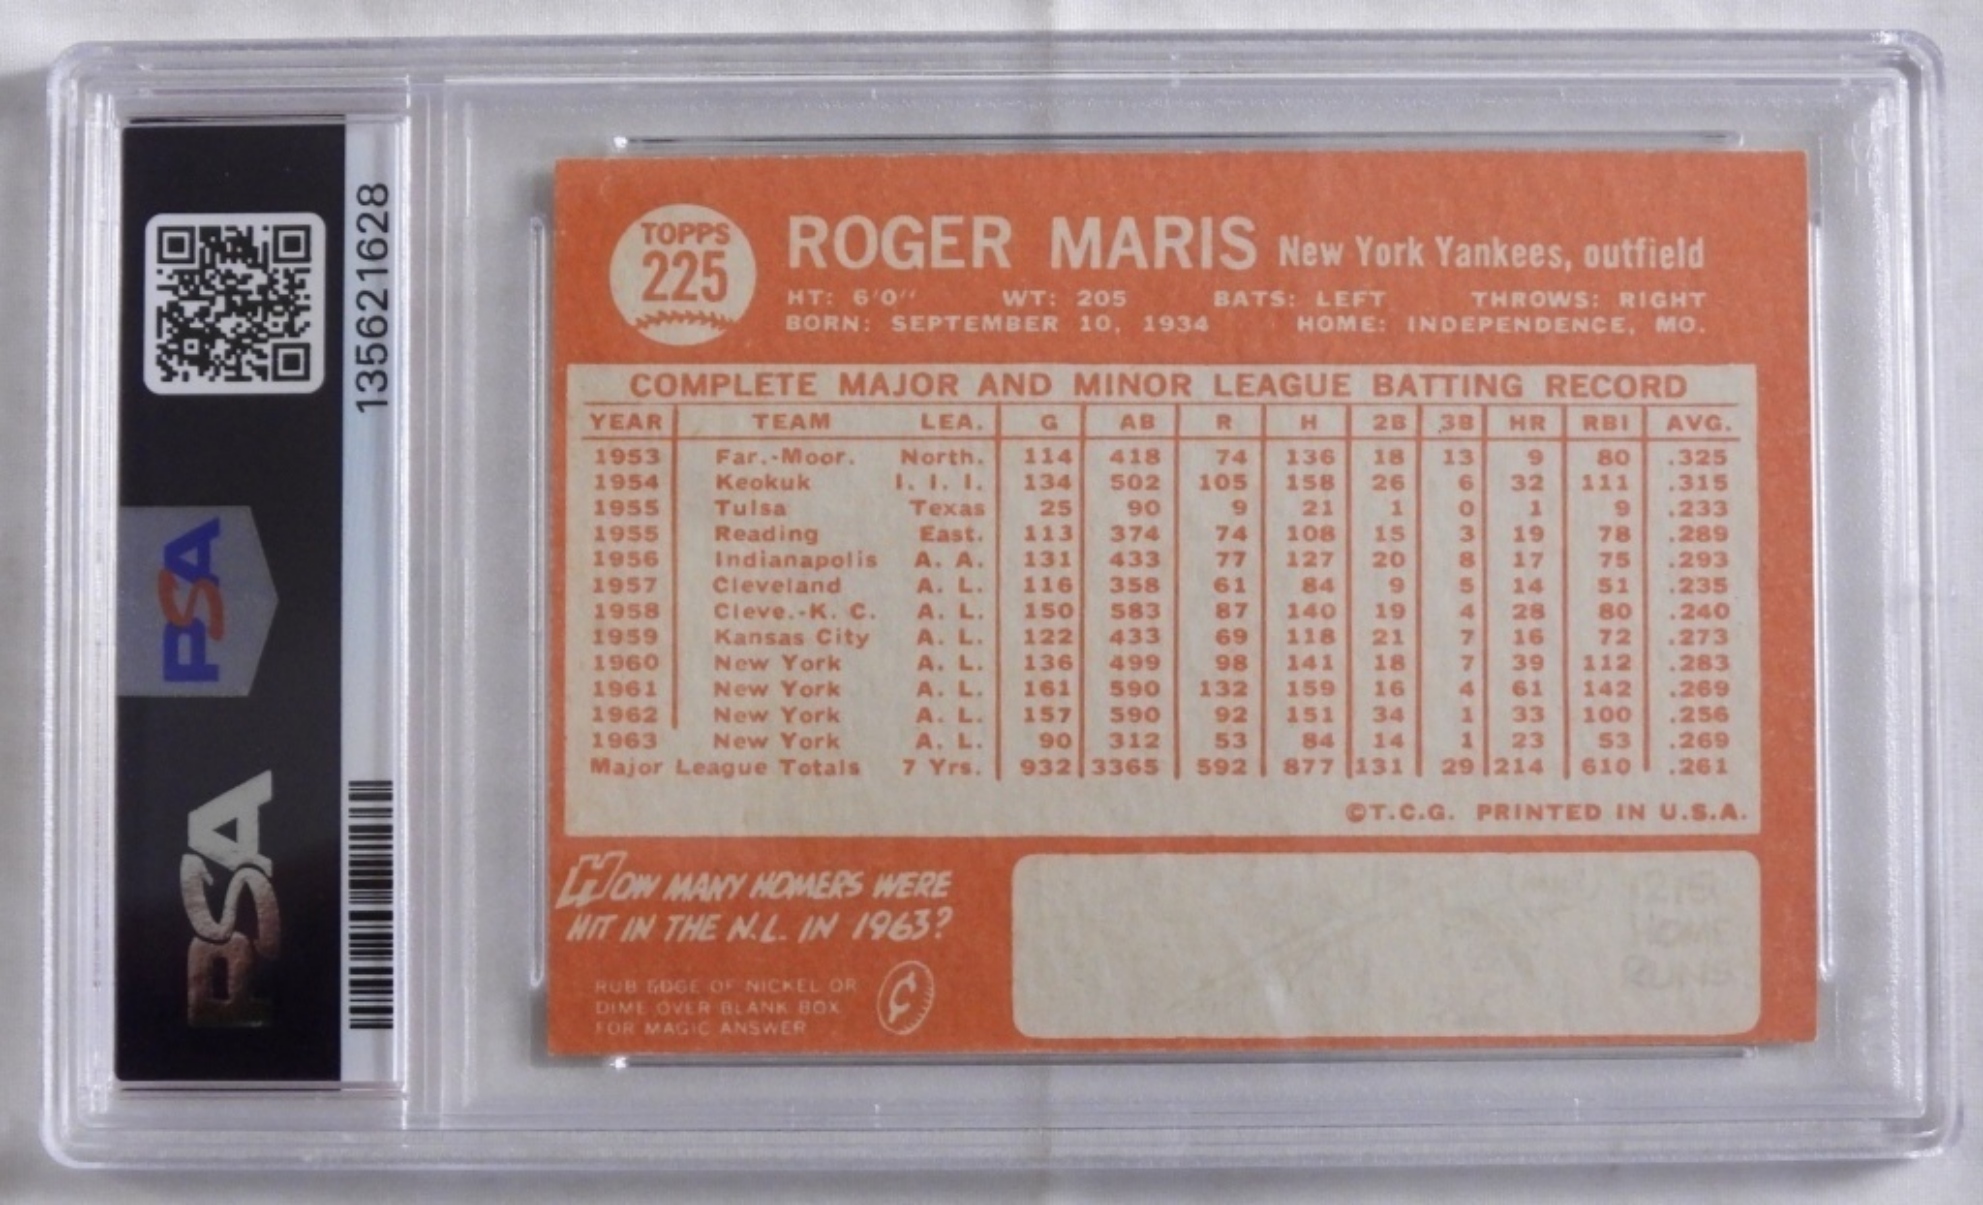 135621628
PSA
PSA
TOPPS
225
ROGER MARIS New York Yankees, outfield
HT: 6'0" WT: 205 BATS: LEFT THROWS: RIGHT
BORN: SEPTEMBER 10, 1934 HOME: INDEPENDENCE, MO.
COMPLETE MAJOR AND MINOR LEAGUE BATTING RECORD
YEAR TEAM LEA. G AB R H 2B 3B HR RBI AVG.
1953 Far.-Moor. North. 114 418 74 136 18 13 9 80 .325
1954 Keokuk I. I. I. 134 502 105 158 26 6 32 111 .315
1955 Tulsa Texas 25 90 9 21 1 0 1 9 .233
1955 Reading East. 113 374 74 108 15 3 19 78 .289
1956 Indianapolis A. A. 131 433 77 127 20 8 17 75 .293
1957 Cleveland A. L. 116 358 61 84 9 5 14 51 .235
1958 Cleve.-K. C. A. L. 150 583 87 140 19 4 28 80 .240
1959 Kansas City A. L. 122 433 69 118 21 7 16 72 .273
1960 New York A. L. 136 499 98 141 18 7 39 112 .283
1961 New York A. L. 161 590 132 159 16 4 61 142 .269
1962 New York A. L. 157 590 92 151 34 1 33 100 .256
1963 New York A. L. 90 312 53 84 14 1 23 53 .269
Major League Totals 7 Yrs. 932 3365 592 877 131 29 214 610 .261
©T.C.G. PRINTED IN U.S.A.
HOW MANY HOMERS WERE
HIT IN THE N.L. IN 1963?
RUB EDGE OF NICKEL OR
DIME OVER BLANK BOX
FOR MAGIC ANSWER
¢
HOME
RUNS